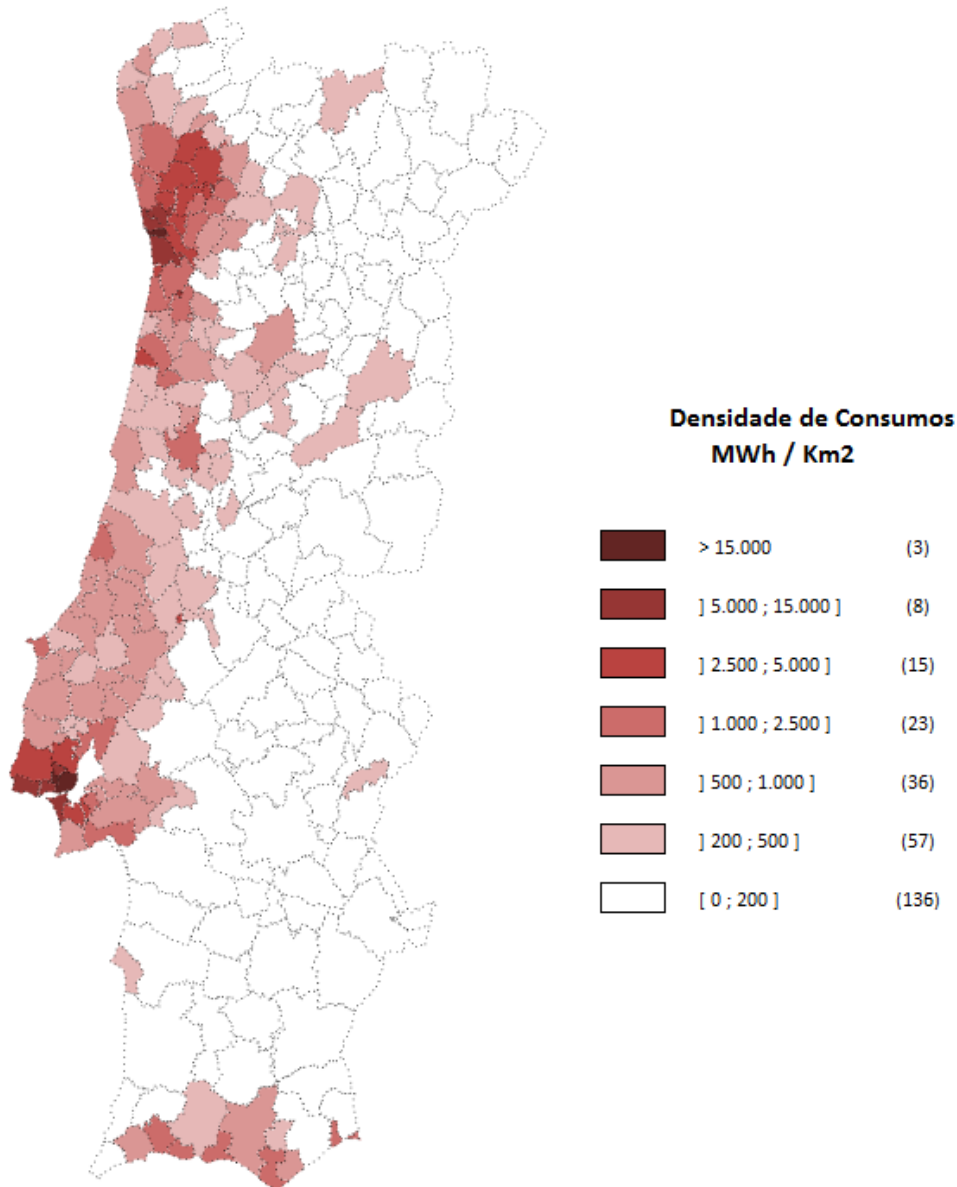 Densidade de Consumos
MWh / Km2
> 15.000 (3)
] 5.000 ; 15.000 ] (8)
] 2.500 ; 5.000 ] (15)
] 1.000 ; 2.500 ] (23)
] 500 ; 1.000 ] (36)
] 200 ; 500 ] (57)
[ 0 ; 200 ] (136)